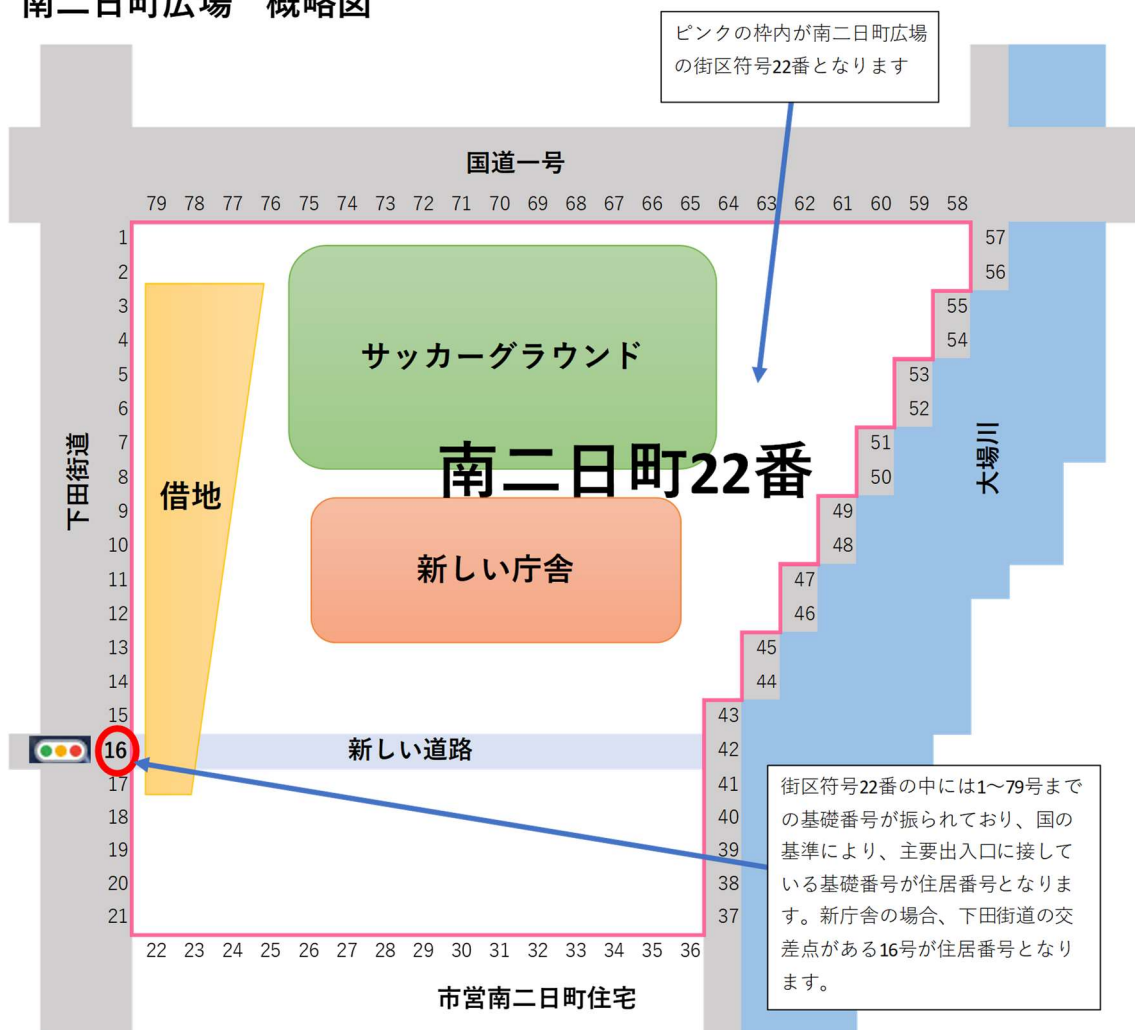 南二日町広場 概略図
ピンクの枠内が南二日町広場
の街区符号22番となります
国道一号
79 78 77 76 75 74 73 72 71 70 69 68 67 66 65 64 63 62 61 60 59 58
1
2
3
4
5
6
7
8
9
10
11
12
13
14
15
16
17
18
19
20
21
57
56
55
54
53
52
51
50
49
48
47
46
45
44
43
42
41
40
39
38
37
下田街道
借地
サッカーグラウンド
南二日町22番
新しい庁舎
大場川
新しい道路
街区符号22番の中には1～79号まで
の基礎番号が振られており、国の
基準により、主要出入口に接して
いる基礎番号が住居番号となりま
す。新庁舎の場合、下田街道の交
差点がある16号が住居番号となり
ます。
22 23 24 25 26 27 28 29 30 31 32 33 34 35 36
市営南二日町住宅